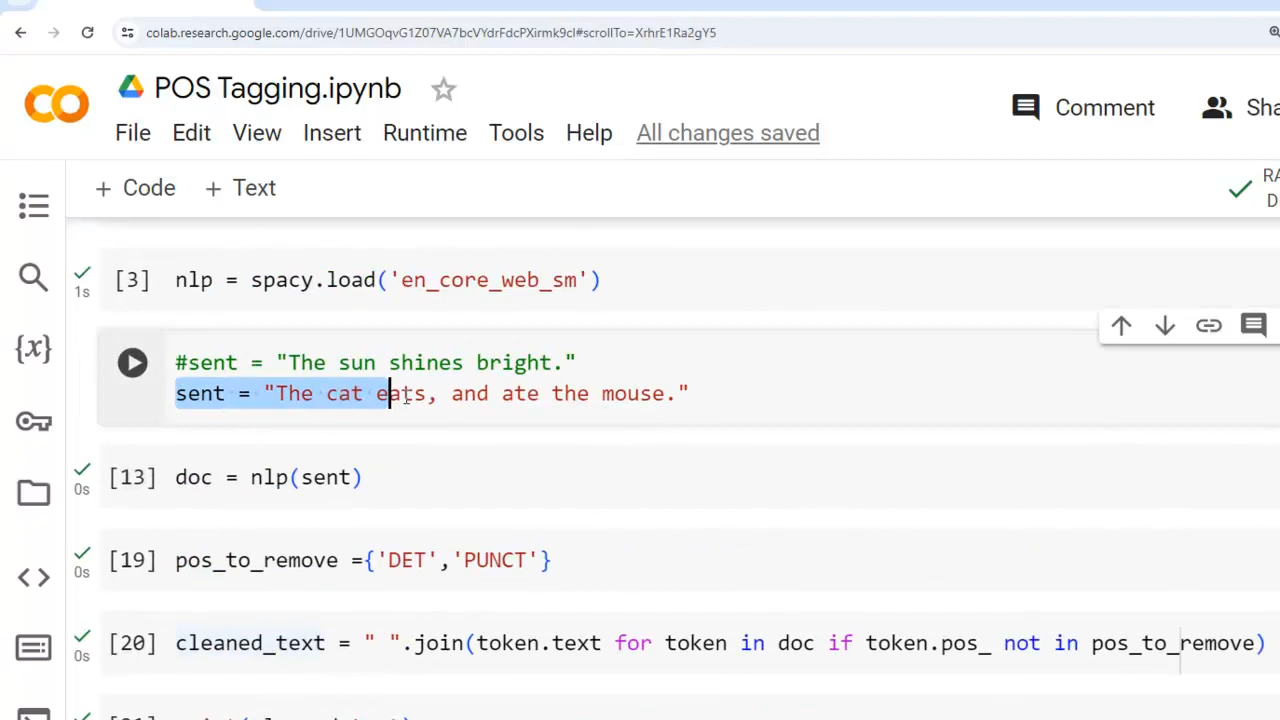 colab.research.google.com/drive/1UMGOqvG1Z07VA7bcVYdrFdcPXirmk9cI#scrollTo=XrhrE1Ra2gY5
POS Tagging.ipynb
Comment
File Edit View Insert Runtime Tools Help All changes saved
+ Code + Text
[3] nlp = spacy.load('en_core_web_sm')
1s
#sent = "The sun shines bright."
sent = "The cat eats, and ate the mouse."
[13] doc = nlp(sent)
0s
[19] pos_to_remove ={'DET','PUNCT'}
0s
[20] cleaned_text = " ".join(token.text for token in doc if token.pos_ not in pos_to_remove)
0s